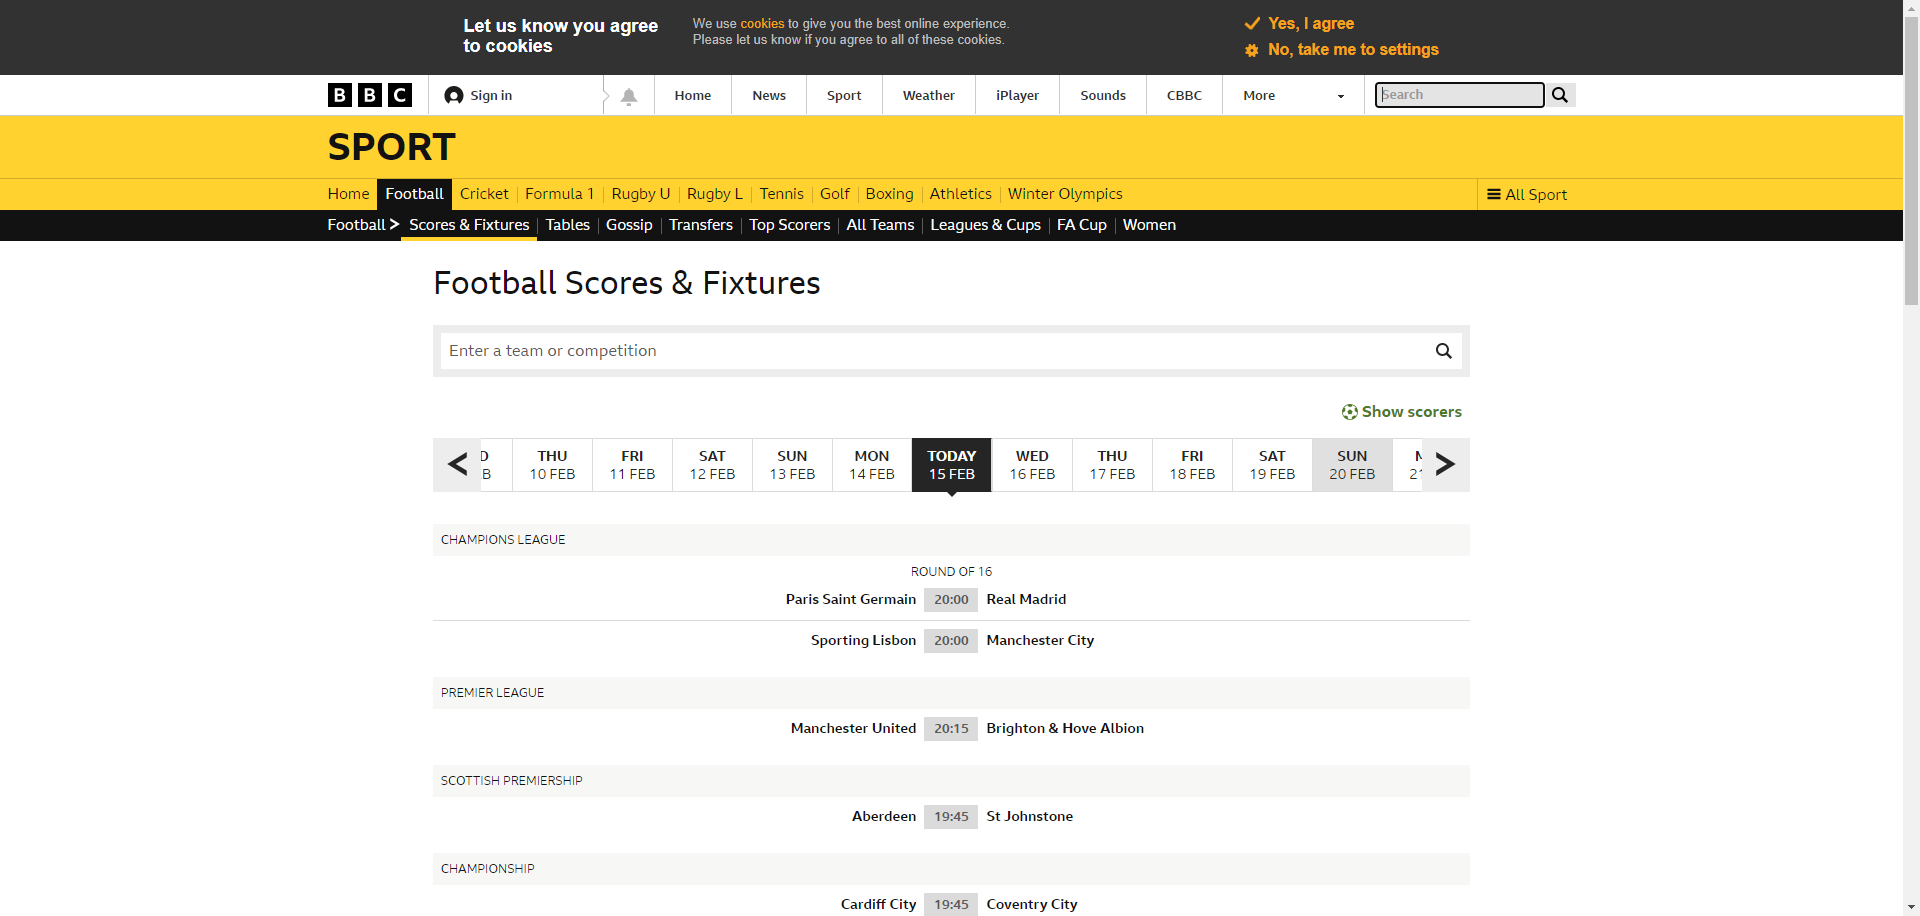 Let us know you agree
to cookies
We use cookies to give you the best online experience.
Please let us know if you agree to all of these cookies.
Yes, I agree
No, take me to settings
BBC Sign in Home News Sport Weather iPlayer Sounds CBBC More Search
SPORT
Home Football Cricket Formula 1 Rugby U Rugby L Tennis Golf Boxing Athletics Winter Olympics All Sport
Football Scores & Fixtures Tables Gossip Transfers Top Scorers All Teams Leagues & Cups FA Cup Women
Football Scores & Fixtures
Enter a team or competition
Show scorers
THU FRI SAT SUN MON TODAY WED THU FRI SAT SUN
10 FEB 11 FEB 12 FEB 13 FEB 14 FEB 15 FEB 16 FEB 17 FEB 18 FEB 19 FEB 20 FEB
CHAMPIONS LEAGUE
ROUND OF 16
Paris Saint Germain 20:00 Real Madrid
Sporting Lisbon 20:00 Manchester City
PREMIER LEAGUE
Manchester United 20:15 Brighton & Hove Albion
SCOTTISH PREMIERSHIP
Aberdeen 19:45 St Johnstone
CHAMPIONSHIP
Cardiff City 19:45 Coventry City